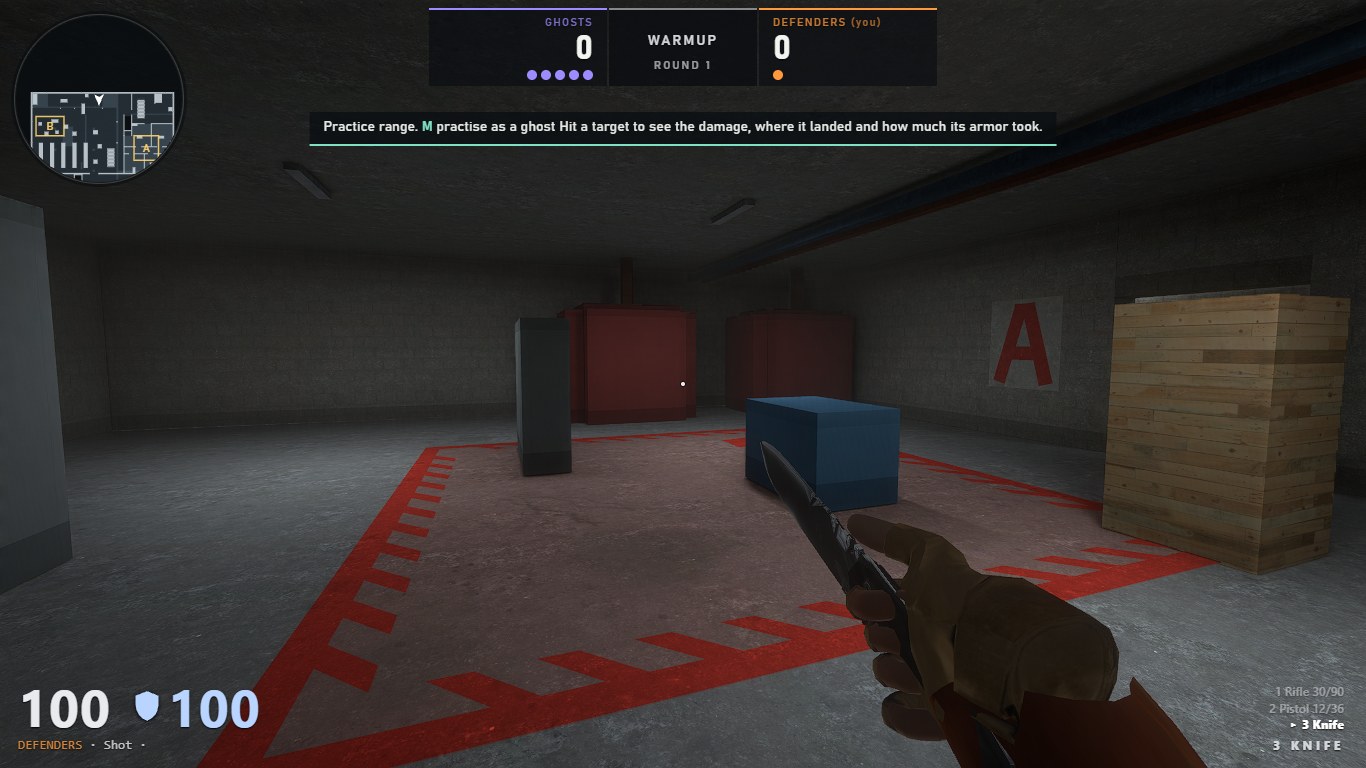 GHOSTS
0
WARMUP
ROUND 1
DEFENDERS (you)
0
Practice range. M practise as a ghost Hit a target to see the damage, where it landed and how much its armor took.
B
A
A
100
100
DEFENDERS · Shot ·
1 Rifle 30/90
2 Pistol 12/36
▸ 3 Knife
3 KNIFE